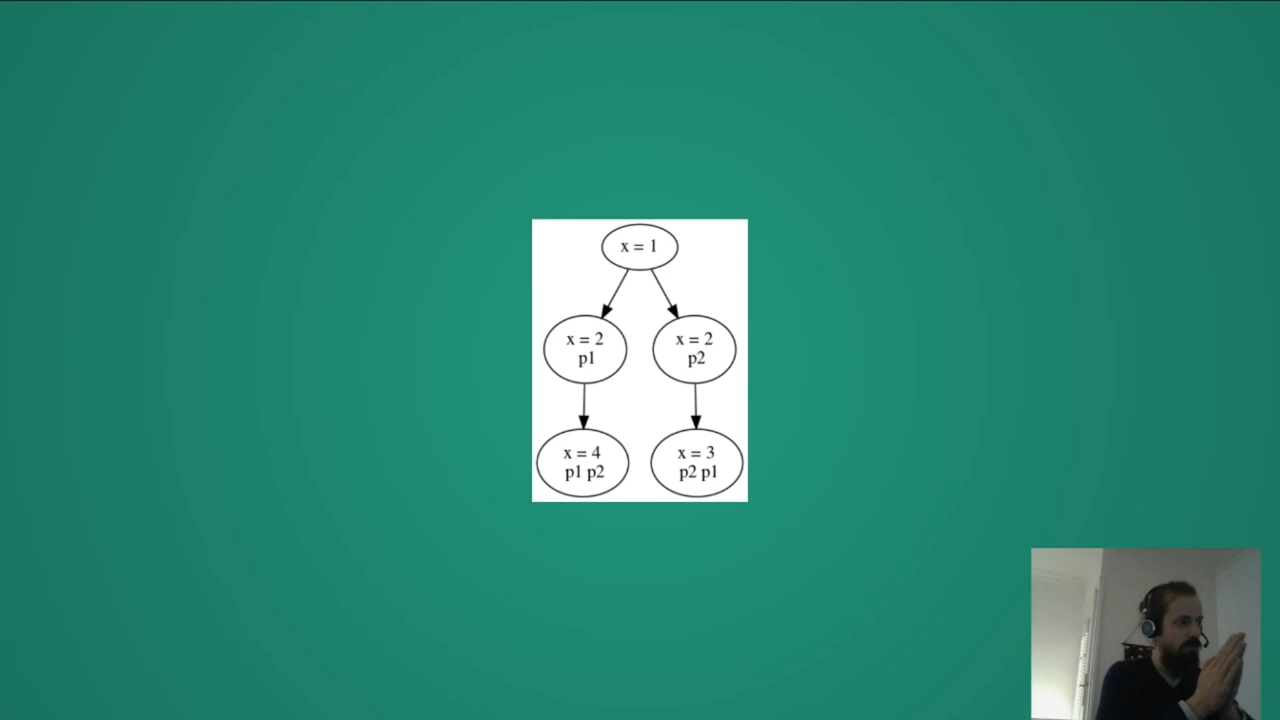 x = 1
x = 2
p1
x = 2
p2
x = 4
p1 p2
x = 3
p2 p1